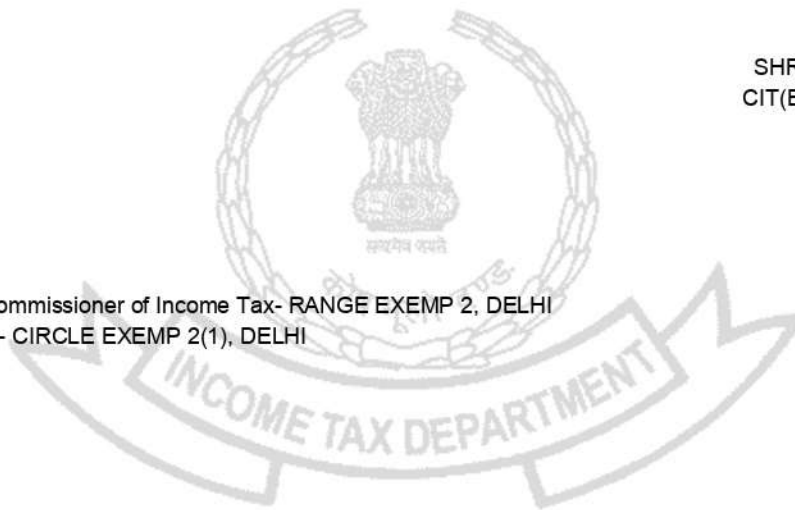 SHR
CIT(E
सत्यमेव जयते
ommissioner of Income Tax- RANGE EXEMP 2, DELHI
- CIRCLE EXEMP 2(1), DELHI
INCOME TAX DEPARTMENT